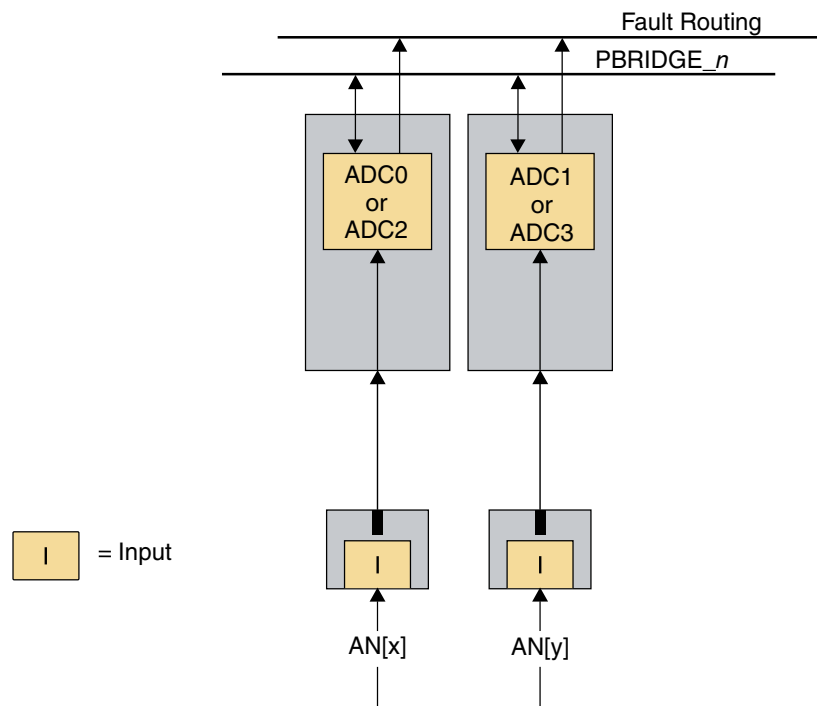 Fault Routing
PBRIDGE_n
ADC0
or
ADC2
ADC1
or
ADC3
I
= Input
I
I
AN[x]
AN[y]